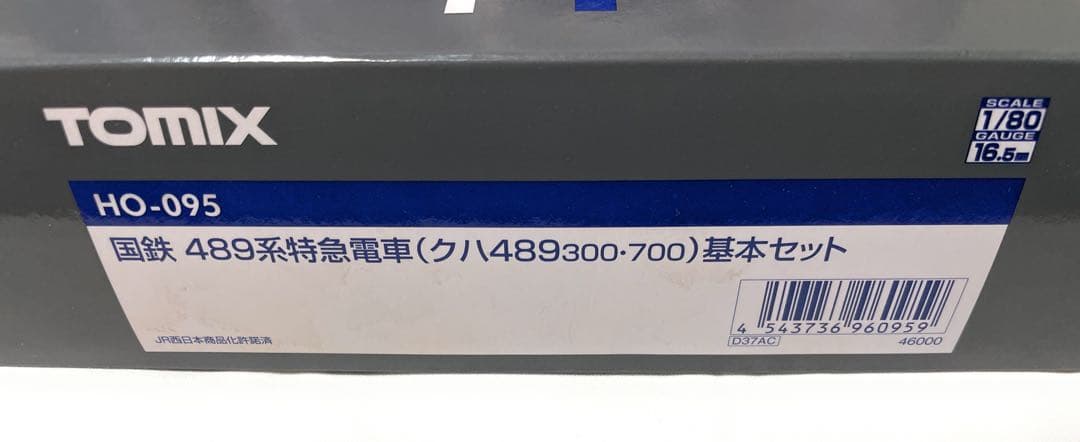 TOMIX
SCALE
1/80
GAUGE
16.5mm
HO-095
国鉄 489系特急電車(クハ489300・700)基本セット
4 543736 960959
D37AC
46000
JR西日本商品化許諾済